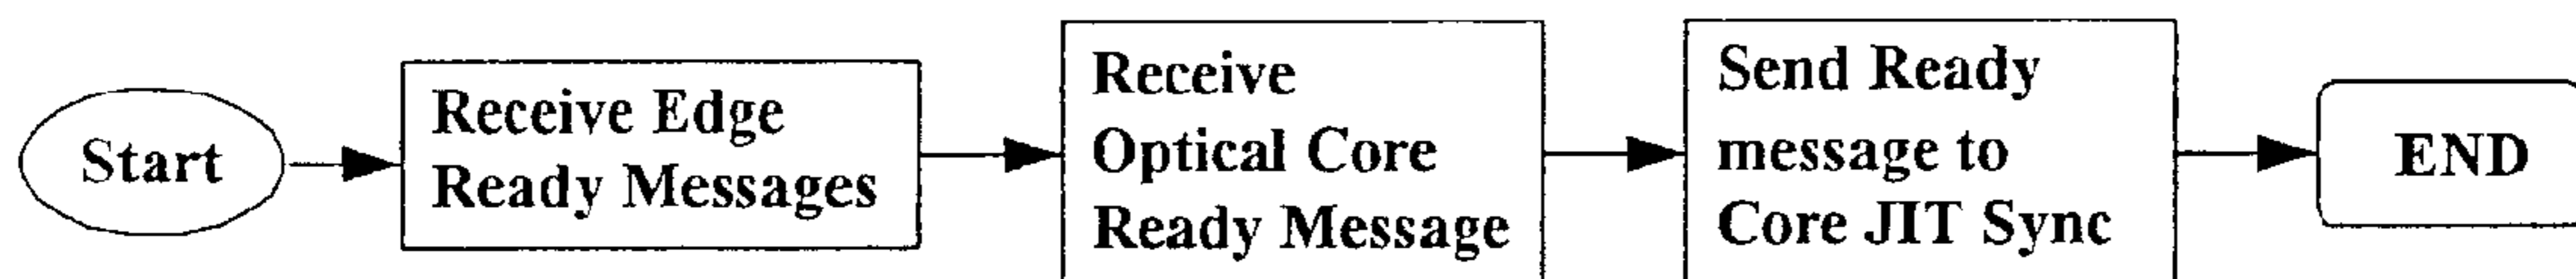 Start
Receive Edge
Ready Messages
Receive
Optical Core
Ready Message
Send Ready
message to
Core JIT Sync
END